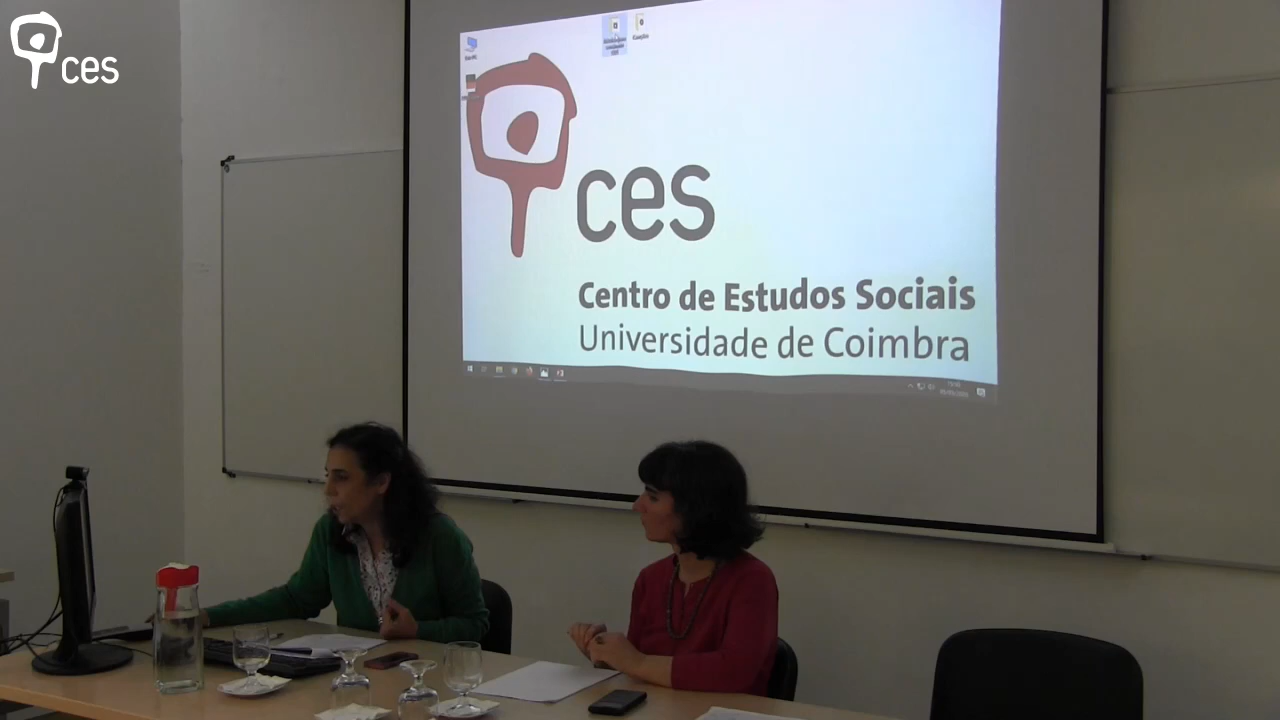 ces
ces
Centro de Estudos Sociais
Universidade de Coimbra